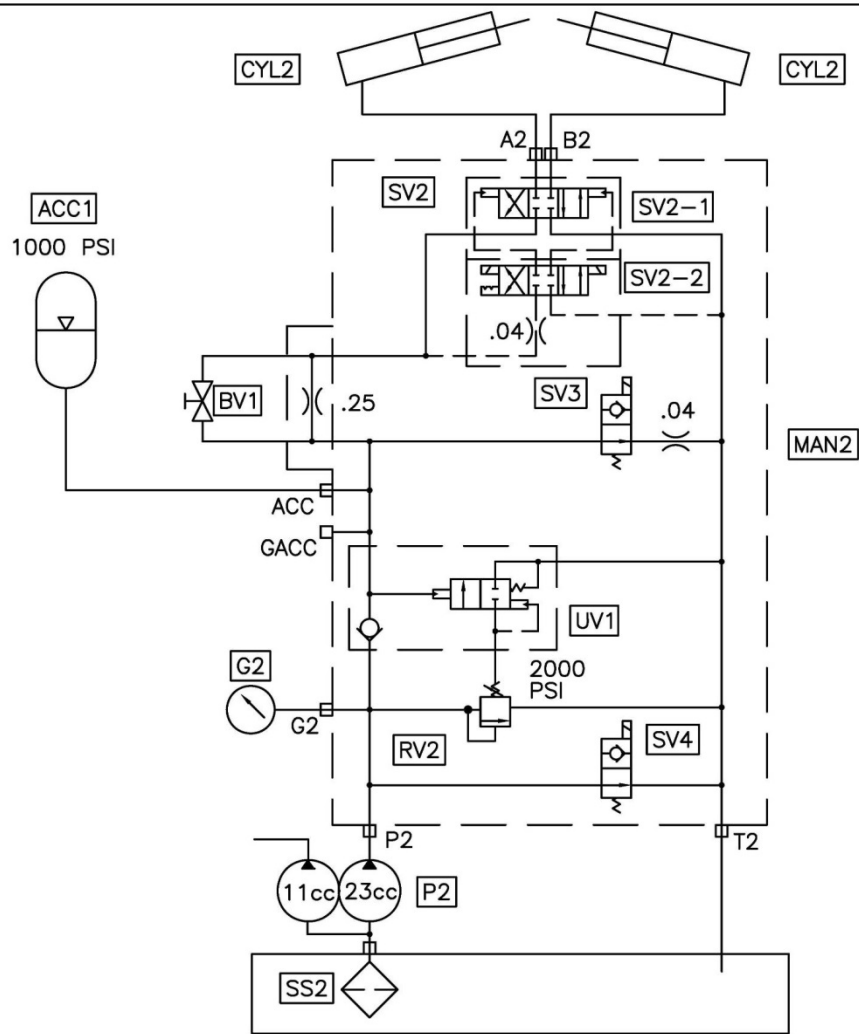 CYL2
CYL2
A2
B2
SV2
SV2-1
ACC1
1000 PSI
SV2-2
.04
SV3
BV1
.25
.04
MAN2
ACC
GACC
UV1
G2
2000
PSI
G2
RV2
SV4
P2
T2
11cc
23cc
P2
SS2